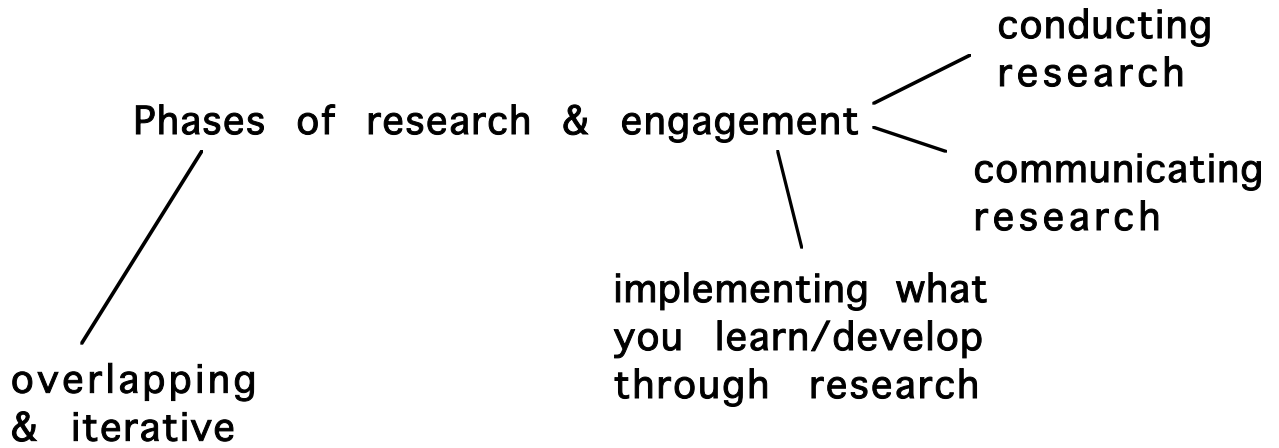 conducting
research
Phases of research & engagement
communicating
research
implementing what
you learn/develop
through research
overlapping
& iterative